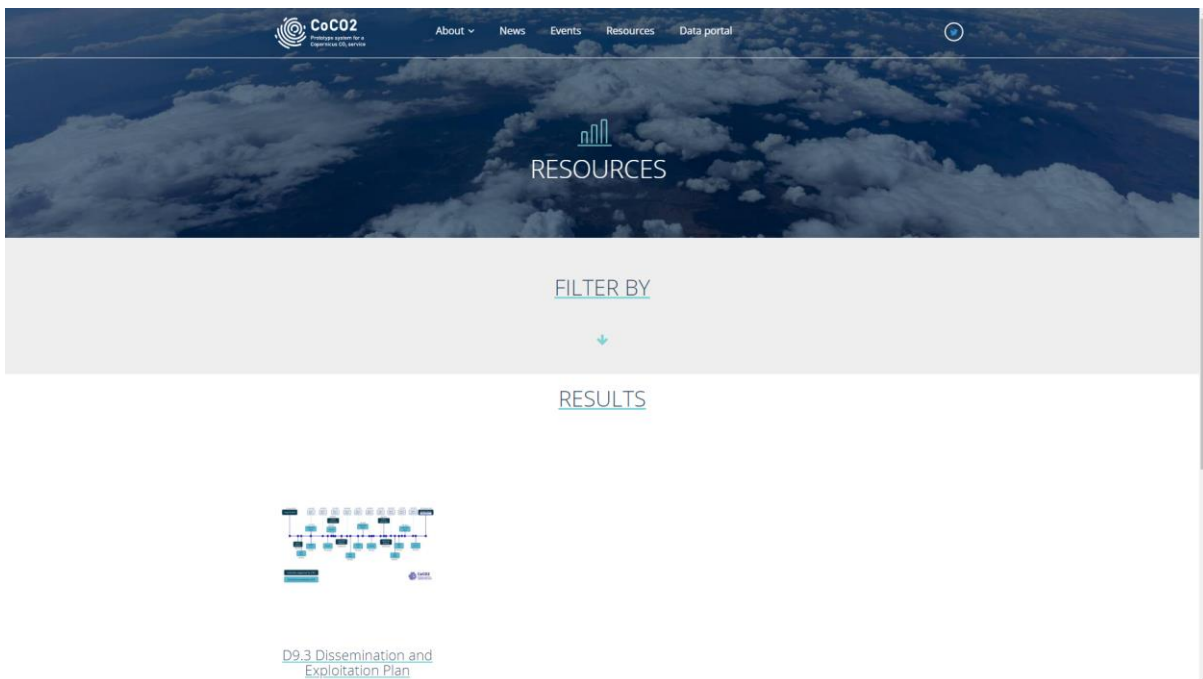 CoCO2
Prototype system for a
Copernicus CO₂ service
About
News
Events
Resources
Data portal
RESOURCES
FILTER BY
RESULTS
D9.3 Dissemination and
Exploitation Plan